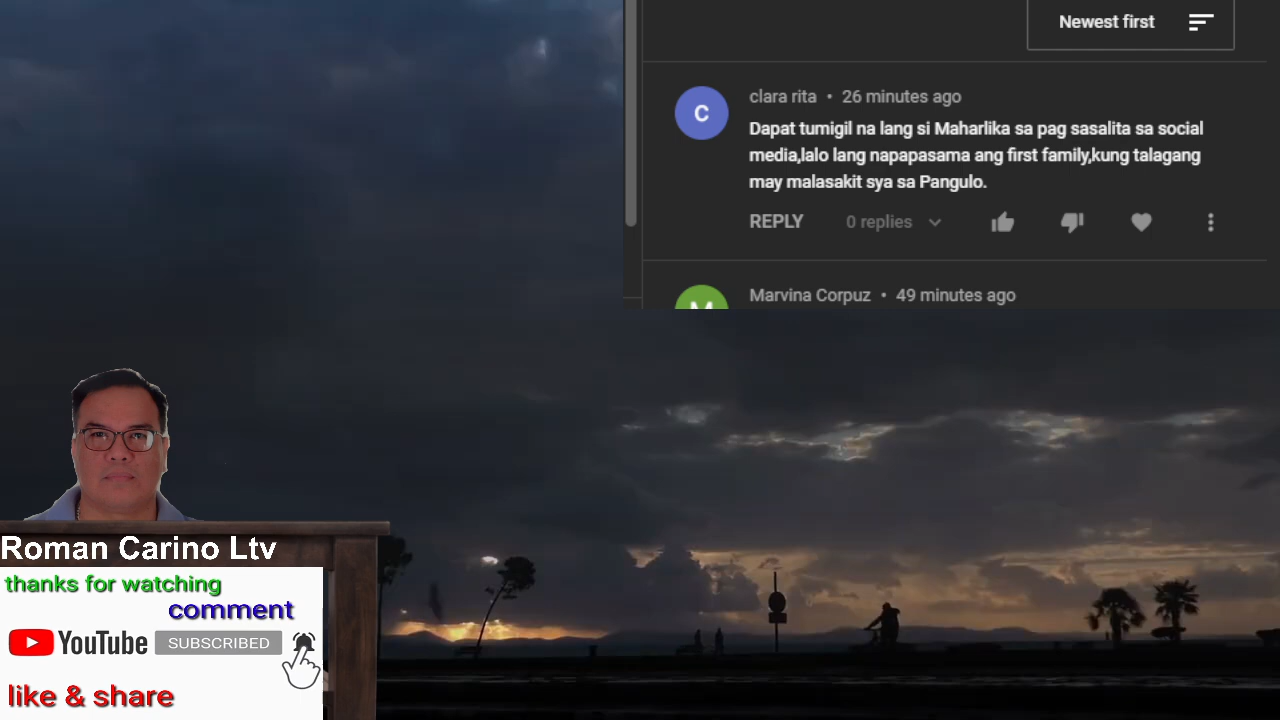 Newest first
C
clara rita • 26 minutes ago
Dapat tumigil na lang si Maharlika sa pag sasalita sa social
media,lalo lang napapasama ang first family,kung talagang
may malasakit sya sa Pangulo.
REPLY 0 replies
M
Marvina Corpuz • 49 minutes ago
Roman Carino Ltv
thanks for watching
comment
YouTube SUBSCRIBED
like & share